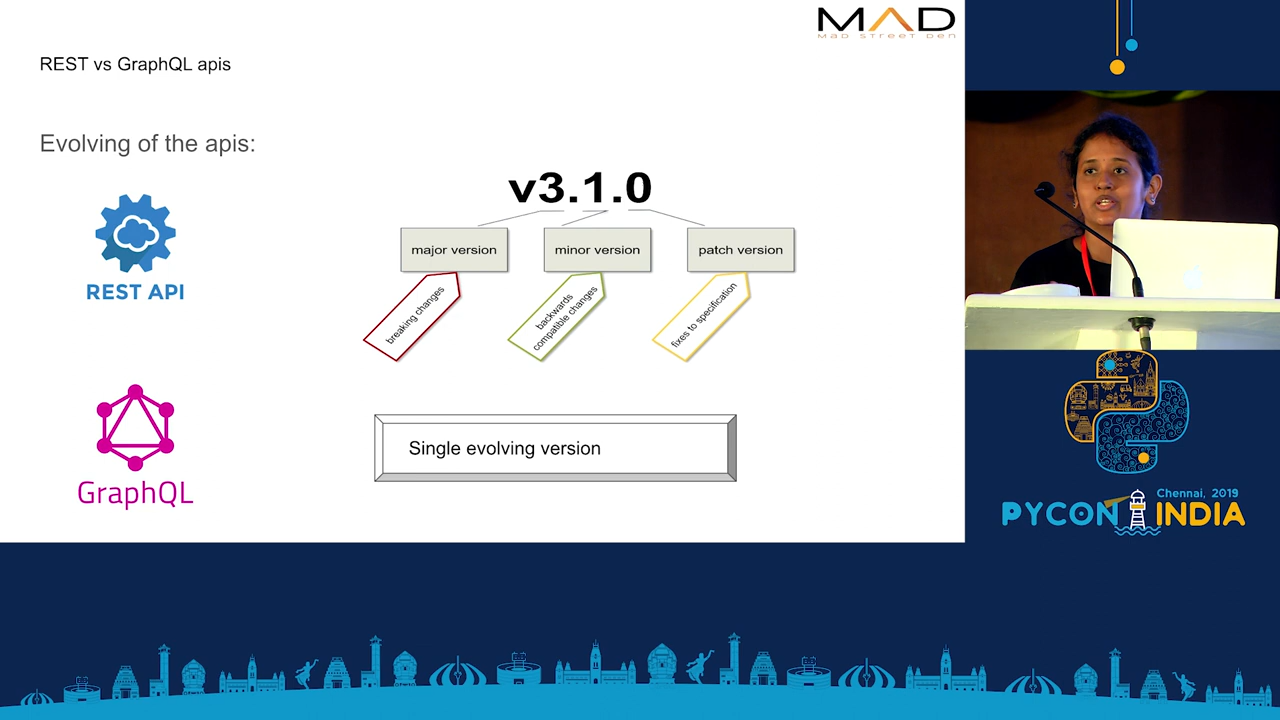 MAD
MAD STREET DEN
REST vs GraphQL apis
Evolving of the apis:
v3.1.0
major version
minor version
patch version
breaking changes
backwards
compatible changes
fixes to specification
REST API
Single evolving version
GraphQL
Chennai, 2019
PYCON INDIA